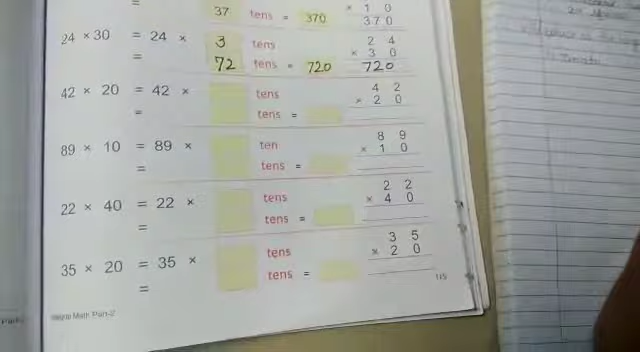 =
37 tens = 370
× 1 0
3 7 0
24 × 30 = 24 × 3 tens
= 72 tens = 720
2 4
× 3 0
720
42 × 20 = 42 × tens
= tens =
4 2
× 2 0
89 × 10 = 89 × ten
= tens =
8 9
× 1 0
22 × 40 = 22 × tens
= tens =
2 2
× 4 0
35 × 20 = 35 × tens
= tens =
3 5
× 2 0
Math Part-2